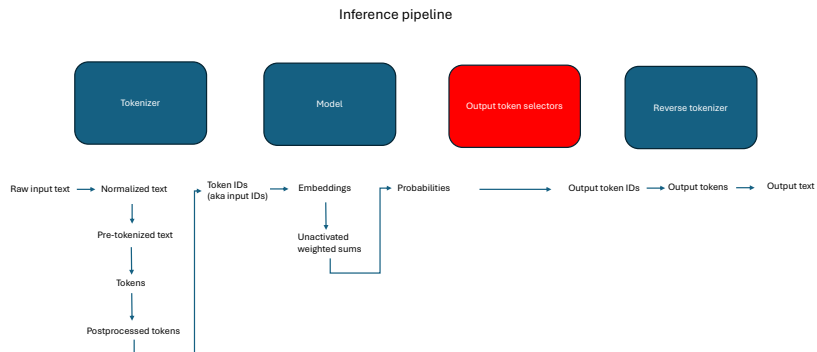 Inference pipeline
Tokenizer
Model
Output token selectors
Reverse tokenizer
Raw input text
Normalized text
Token IDs
(aka input IDs)
Embeddings
Probabilities
Output token IDs
Output tokens
Output text
Pre-tokenized text
Unactivated
weighted sums
Tokens
Postprocessed tokens